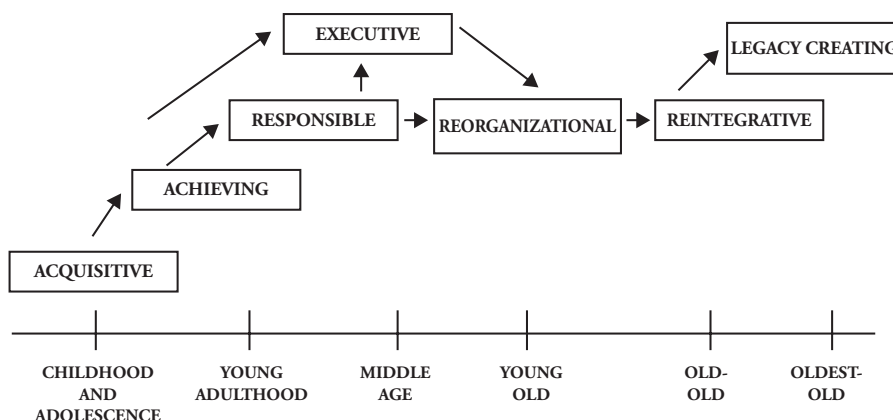 EXECUTIVE
LEGACY CREATING
RESPONSIBLE
REORGANIZATIONAL
REINTEGRATIVE
ACHIEVING
ACQUISITIVE
CHILDHOOD
AND
ADOLESCENCE
YOUNG
ADULTHOOD
MIDDLE
AGE
YOUNG
OLD
OLD-
OLD
OLDEST-
OLD